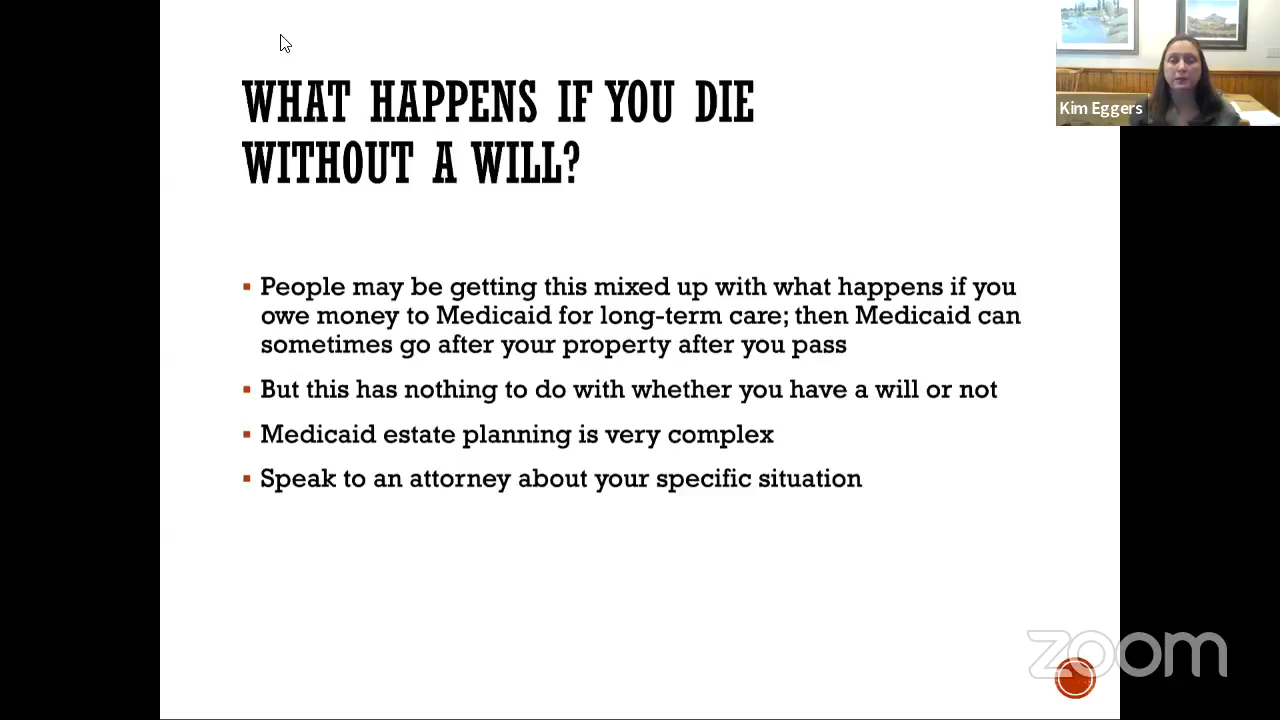 WHAT HAPPENS IF YOU DIE
WITHOUT A WILL?
Kim Eggers
▪ People may be getting this mixed up with what happens if you
owe money to Medicaid for long-term care; then Medicaid can
sometimes go after your property after you pass
▪ But this has nothing to do with whether you have a will or not
▪ Medicaid estate planning is very complex
▪ Speak to an attorney about your specific situation
zoom